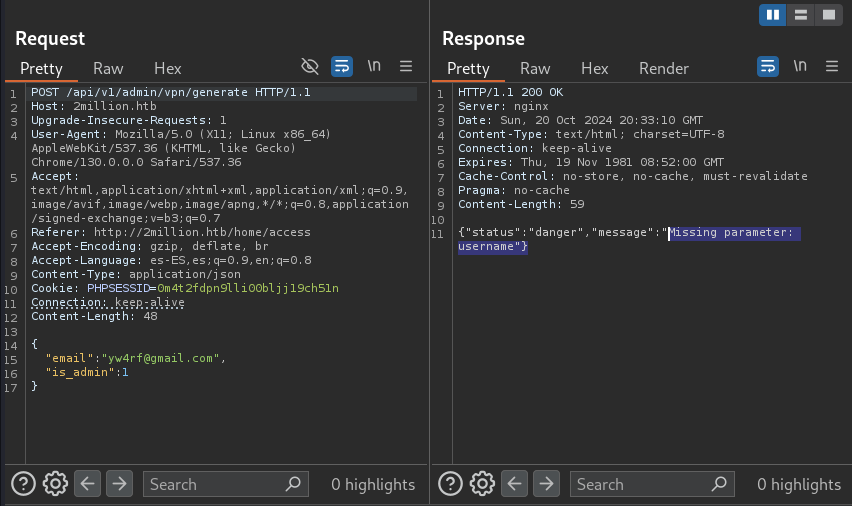 Request
Pretty Raw Hex \n
1 POST /api/v1/admin/vpn/generate HTTP/1.1
2 Host: 2million.htb
3 Upgrade-Insecure-Requests: 1
4 User-Agent: Mozilla/5.0 (X11; Linux x86_64)
AppleWebKit/537.36 (KHTML, like Gecko)
Chrome/130.0.0.0 Safari/537.36
5 Accept:
text/html,application/xhtml+xml,application/xml;q=0.9,
image/avif,image/webp,image/apng,*/*;q=0.8,application
/signed-exchange;v=b3;q=0.7
6 Referer: http://2million.htb/home/access
7 Accept-Encoding: gzip, deflate, br
8 Accept-Language: es-ES,es;q=0.9,en;q=0.8
9 Content-Type: application/json
10 Cookie: PHPSESSID=0m4t2fdpn9lli00bljjl9ch51n
11 Connection: keep-alive
12 Content-Length: 48
13
14 {
15 "email":"yw4rf@gmail.com",
16 "is_admin":1
17 }
Search 0 highlights
Response
Pretty Raw Hex Render \n
1 HTTP/1.1 200 OK
2 Server: nginx
3 Date: Sun, 20 Oct 2024 20:33:10 GMT
4 Content-Type: text/html; charset=UTF-8
5 Connection: keep-alive
6 Expires: Thu, 19 Nov 1981 08:52:00 GMT
7 Cache-Control: no-store, no-cache, must-revalidate
8 Pragma: no-cache
9 Content-Length: 59
10
11 {"status":"danger","message":"Missing parameter:
username"}
Search 0 highlights